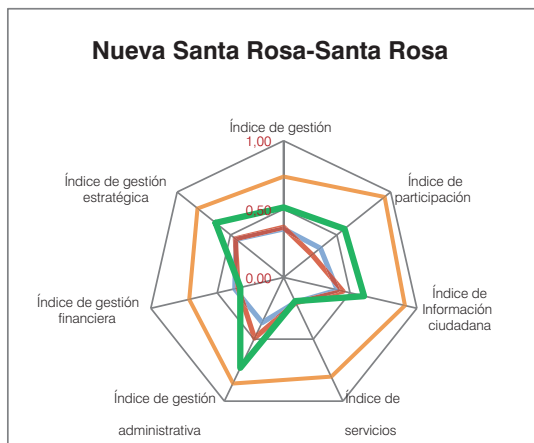 Nueva Santa Rosa-Santa Rosa
Índice de gestión
1,00
Índice de gestión
estratégica
Índice de
participación
0,50
0,00
Índice de gestión
financiera
Índice de
Información
ciudadana
Índice de gestión
administrativa
Índice de
servicios